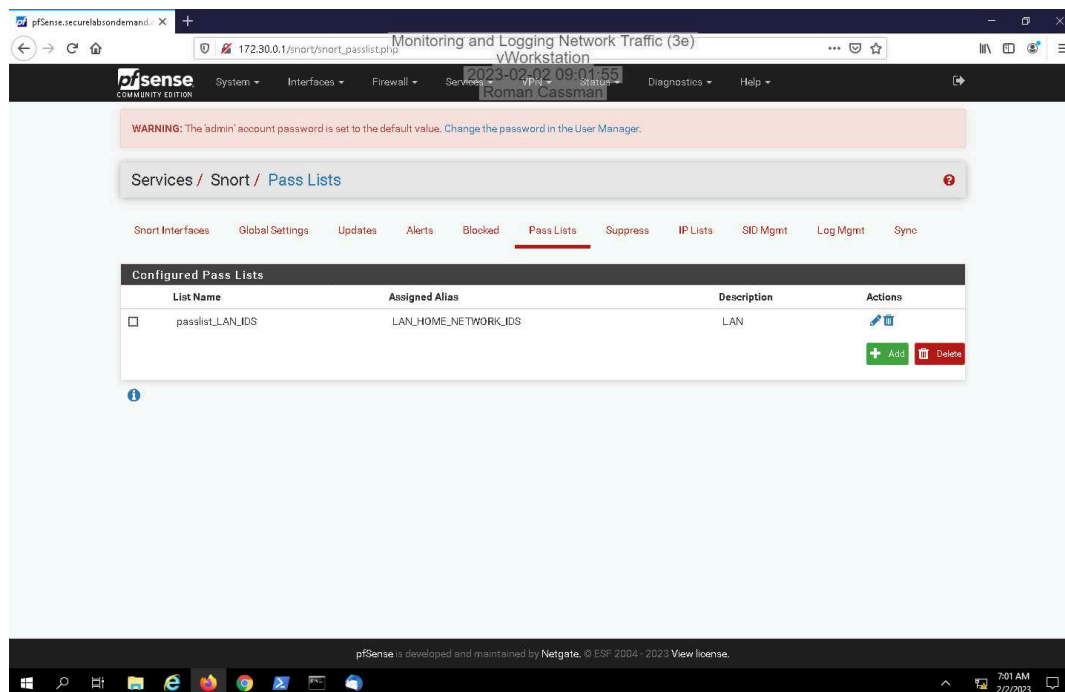 pfSense.securelabsondemand.
172.30.0.1/snort/snort_passlist.php
Monitoring and Logging Network Traffic (3e)
vWorkstation
2023-02-02 09:01:55
Roman Cassman
pfsense
COMMUNITY EDITION
System Interfaces Firewall Services VPN Status Diagnostics Help
WARNING: The 'admin' account password is set to the default value. Change the password in the User Manager.
Services / Snort / Pass Lists
Snort Interfaces Global Settings Updates Alerts Blocked Pass Lists Suppress IP Lists SID Mgmt Log Mgmt Sync
Configured Pass Lists
List Name Assigned Alias Description Actions
passlist_LAN_IDS LAN_HOME_NETWORK_IDS LAN
Add Delete
pfSense is developed and maintained by Netgate. © ESF 2004 - 2023 View license.
7:01 AM
2/2/2023